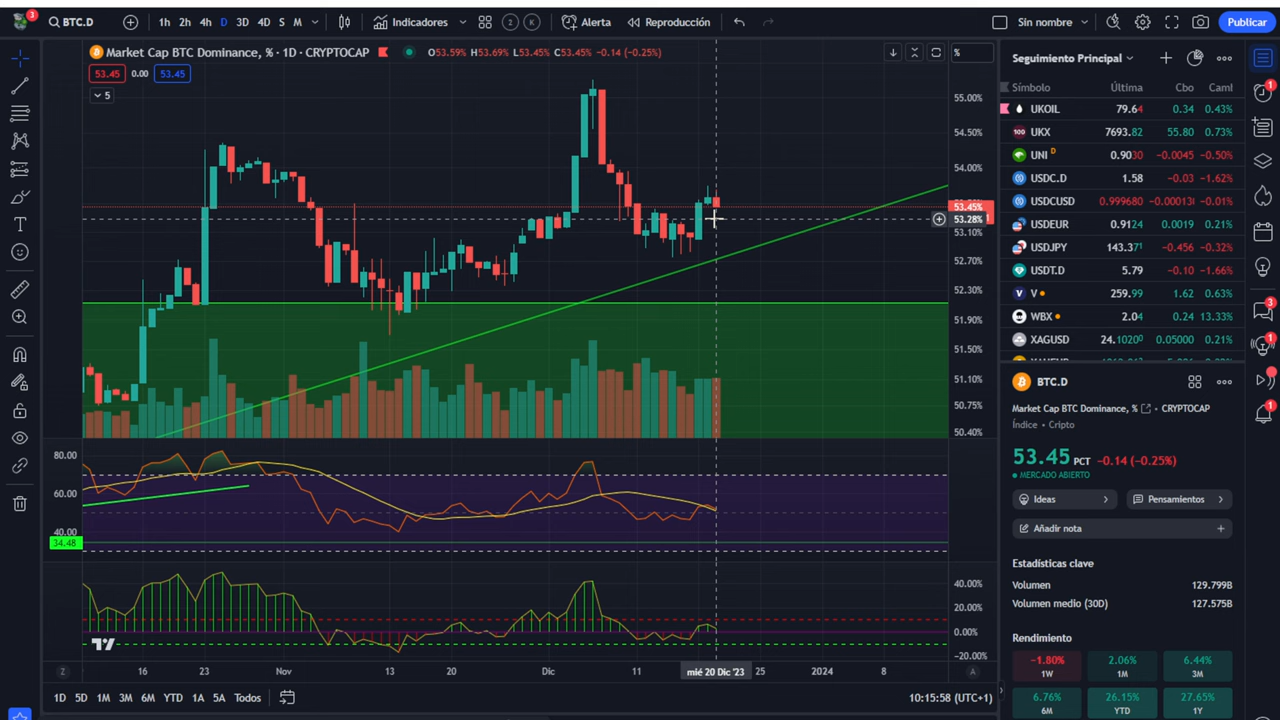 3 BTC.D 1h 2h 4h D 3D 4D S M Indicadores 2 K Alerta Reproducción Sin nombre Publicar
Market Cap BTC Dominance, % · 1D · CRYPTOCAP O53.59% H53.69% L53.45% C53.45% −0.14 (−0.25%) %
53.45 0.00 53.45
5
55.00%
54.50%
54.00%
53.45%
53.28%
53.10%
52.70%
52.30%
51.90%
51.50%
51.10%
50.75%
50.40%
80.00
60.00
40.00
34.48
40.00%
20.00%
0.00%
−20.00%
Z 16 23 Nov 13 20 Dic 11 mié 20 Dic '23 25 2024 8 A
1D 5D 1M 3M 6M YTD 1A 5A Todos 10:15:58 (UTC+1)
Seguimiento Principal
Símbolo Última Cbo Caml
UKOIL 79.64 0.34 0.43%
100 UKX 7693.82 55.80 0.73%
UNI D 0.9030 −0.0045 −0.50%
USDC.D 1.58 −0.03 −1.62%
USDCUSD 0.999680 −0.00013 −0.01%
USDEUR 0.9124 0.0019 0.21%
USDJPY 143.371 −0.456 −0.32%
USDT.D 5.79 −0.10 −1.66%
V 259.99 1.62 0.63%
WBX 2.04 0.24 13.33%
XAGUSD 24.1020 0.05000 0.21%
BTC.D
Market Cap BTC Dominance, % · CRYPTOCAP
Índice · Cripto
53.45 PCT −0.14 (−0.25%)
MERCADO ABIERTO
Ideas Pensamientos
Añadir nota
Estadísticas clave
Volumen 129.799B
Volumen medio (30D) 127.575B
Rendimiento
−1.80% 2.06% 6.44%
1W 1M 3M
6.76% 26.15% 27.65%
6M YTD 1Y
1
3
1
1